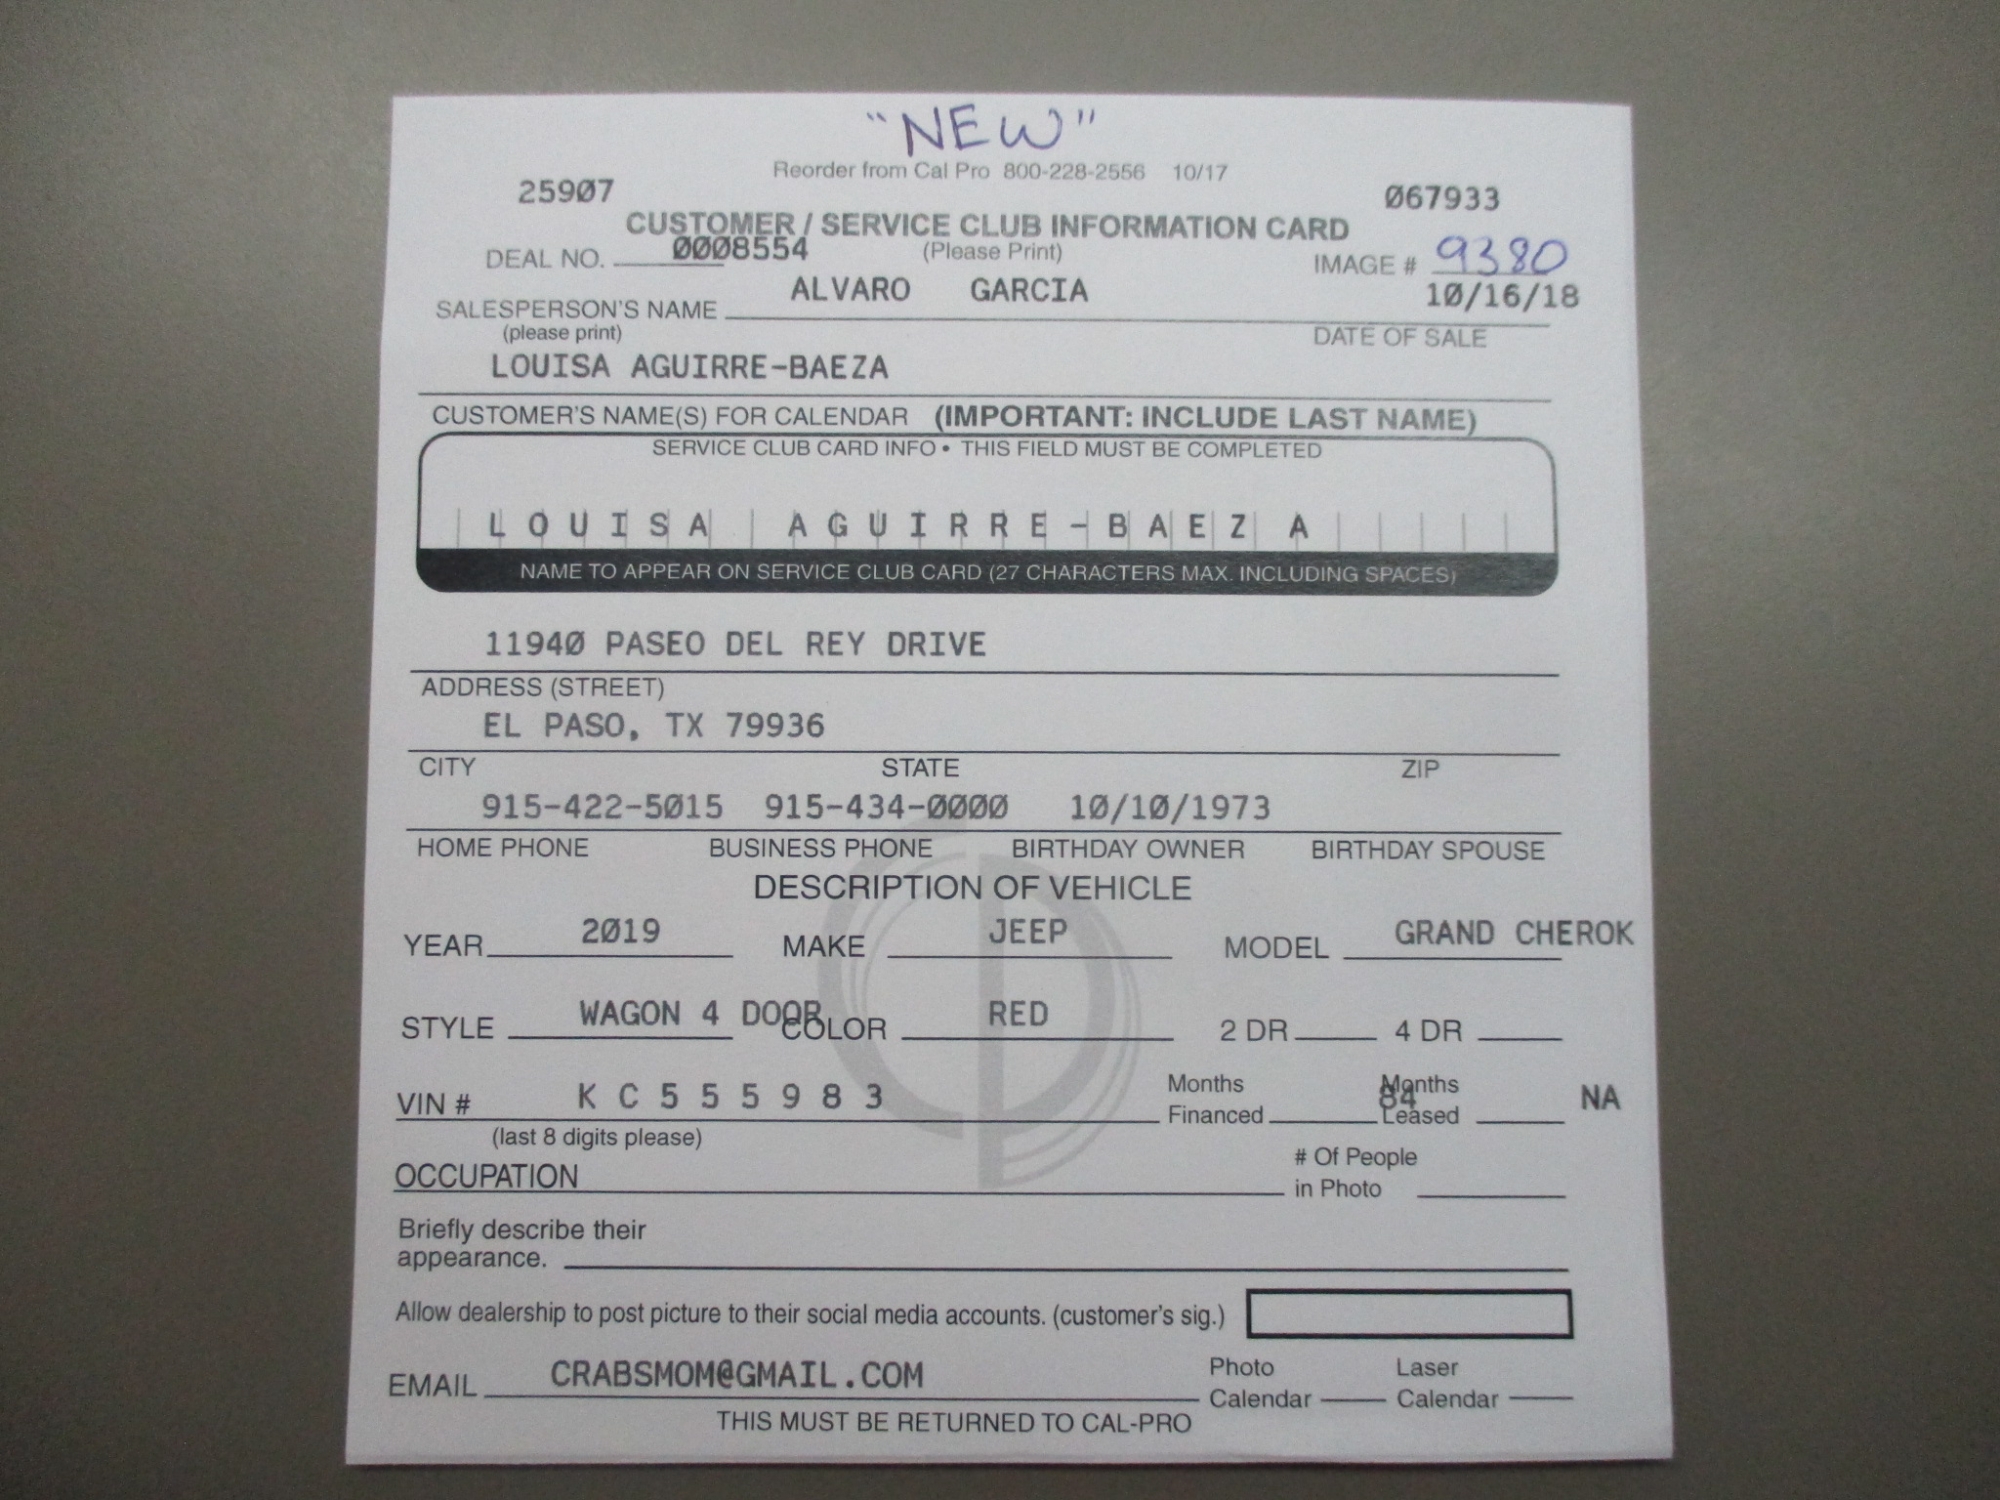 "NEW"
Reorder from Cal Pro 800-228-2556 10/17
25907 067933
CUSTOMER / SERVICE CLUB INFORMATION CARD
DEAL NO. 0008554 (Please Print) IMAGE # 9380
ALVARO GARCIA 10/16/18
SALESPERSON'S NAME
(please print) DATE OF SALE
LOUISA AGUIRRE-BAEZA
CUSTOMER'S NAME(S) FOR CALENDAR (IMPORTANT: INCLUDE LAST NAME)
SERVICE CLUB CARD INFO • THIS FIELD MUST BE COMPLETED
LOUISA AGUIRRE-BAEZA
NAME TO APPEAR ON SERVICE CLUB CARD (27 CHARACTERS MAX. INCLUDING SPACES)
11940 PASEO DEL REY DRIVE
ADDRESS (STREET)
EL PASO, TX 79936
CITY STATE ZIP
915-422-5015 915-434-0000 10/10/1973
HOME PHONE BUSINESS PHONE BIRTHDAY OWNER BIRTHDAY SPOUSE
DESCRIPTION OF VEHICLE
YEAR 2019 MAKE JEEP MODEL GRAND CHEROK
STYLE WAGON 4 DOOR COLOR RED 2 DR 4 DR
VIN # K C 5 5 5 9 8 3 Months Financed 84 Months Leased NA
(last 8 digits please)
OCCUPATION # Of People in Photo
Briefly describe their
appearance.
Allow dealership to post picture to their social media accounts. (customer's sig.)
EMAIL CRABSMOM@GMAIL.COM Photo Calendar Laser Calendar
THIS MUST BE RETURNED TO CAL-PRO